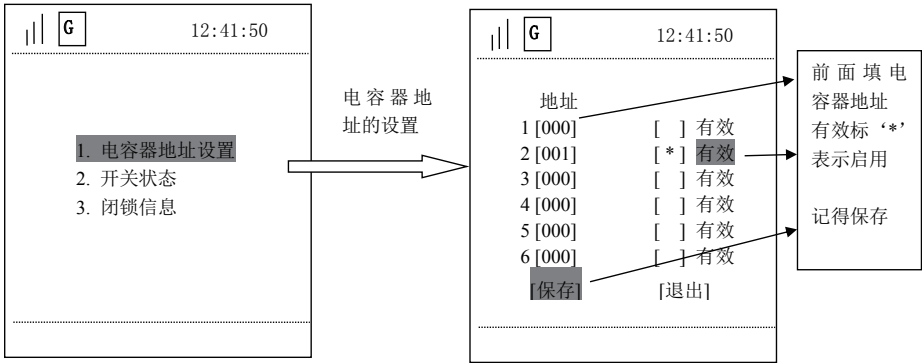 G 12:41:50
1. 电容器地址设置
2. 开关状态
3. 闭锁信息
电容器地
址的设置
G 12:41:50
地址
1 [000] [ ] 有效
2 [001] [ * ] 有效
3 [000] [ ] 有效
4 [000] [ ] 有效
5 [000] [ ] 有效
6 [000] [ ] 有效
[保存] [退出]
前面填电
容器地址
有效标‘*’
表示启用
记得保存